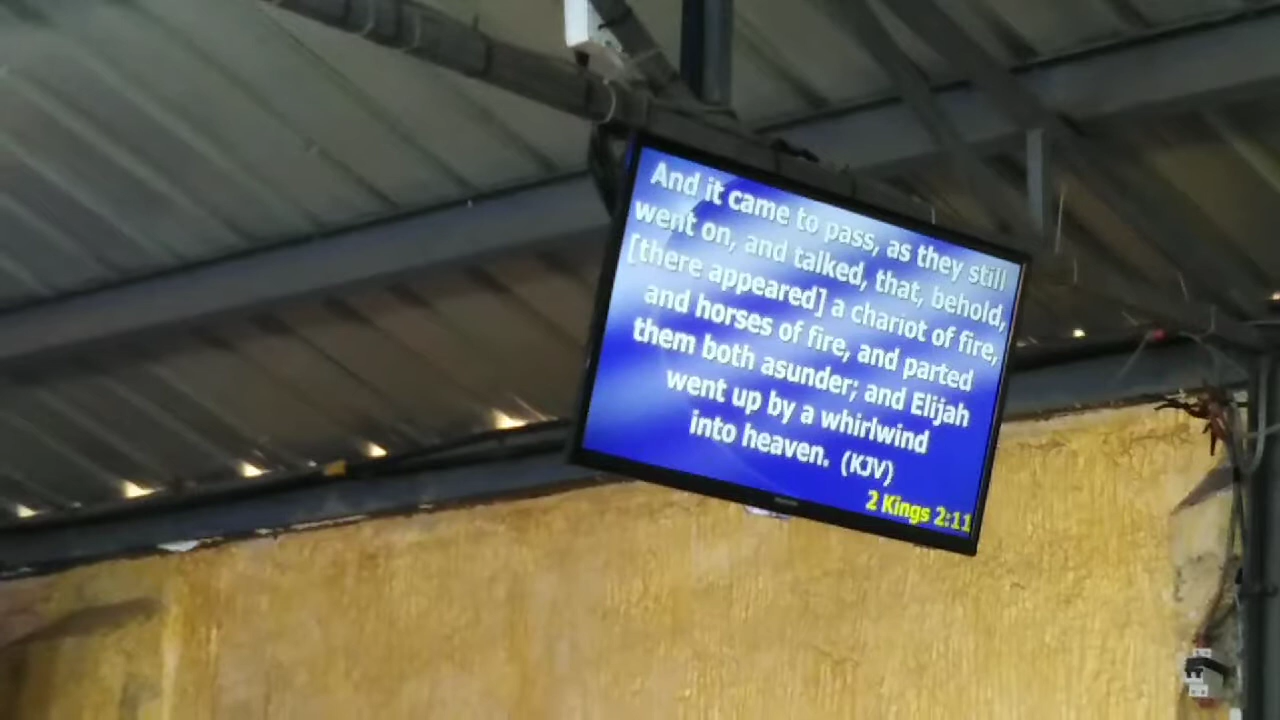 And it came to pass, as they still
went on, and talked, that, behold,
[there appeared] a chariot of fire,
and horses of fire, and parted
them both asunder; and Elijah
went up by a whirlwind
into heaven. (KJV)
2 Kings 2:11